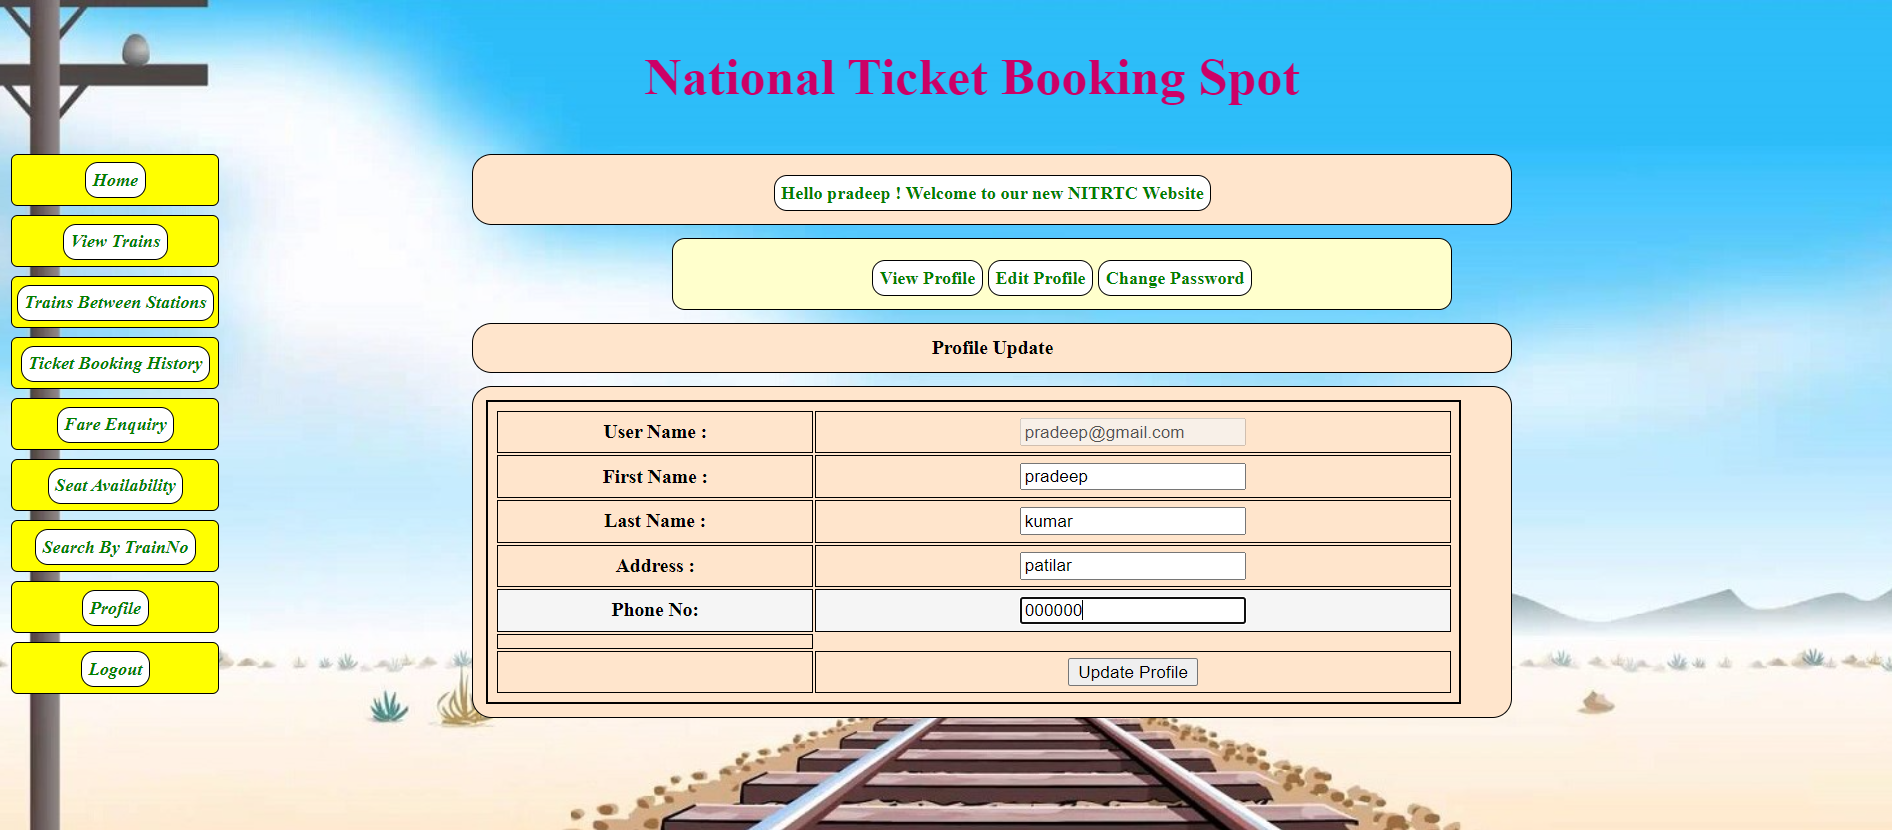 National Ticket Booking Spot
Home
View Trains
Trains Between Stations
Ticket Booking History
Fare Enquiry
Seat Availability
Search By TrainNo
Profile
Logout
Hello pradeep ! Welcome to our new NITRTC Website
View Profile Edit Profile Change Password
Profile Update
User Name : pradeep@gmail.com
First Name : pradeep
Last Name : kumar
Address : patilar
Phone No: 000000
Update Profile